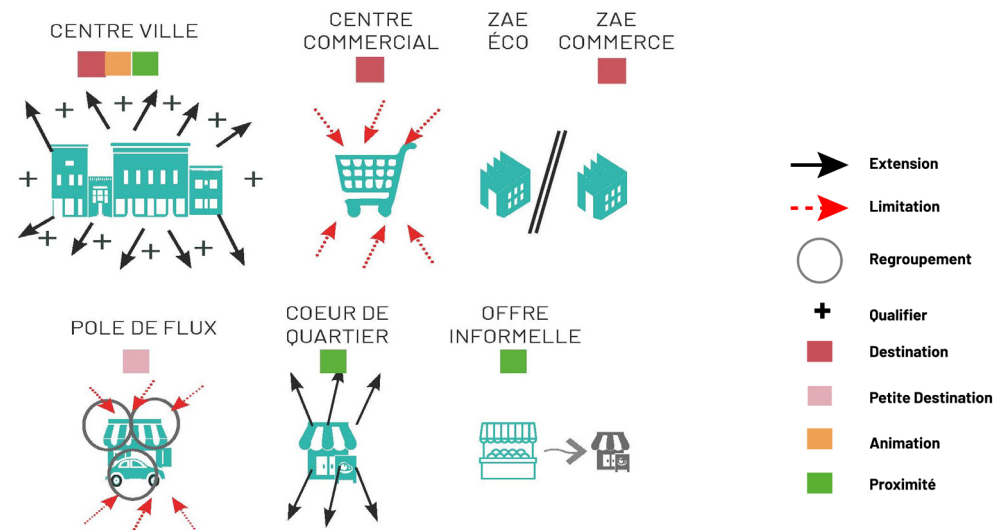 CENTRE VILLE
CENTRE
COMMERCIAL
ZAE
ÉCO
ZAE
COMMERCE
Extension
Limitation
Regroupement
+ Qualifier
Destination
Petite Destination
Animation
Proximité
POLE DE FLUX
COEUR DE
QUARTIER
OFFRE
INFORMELLE